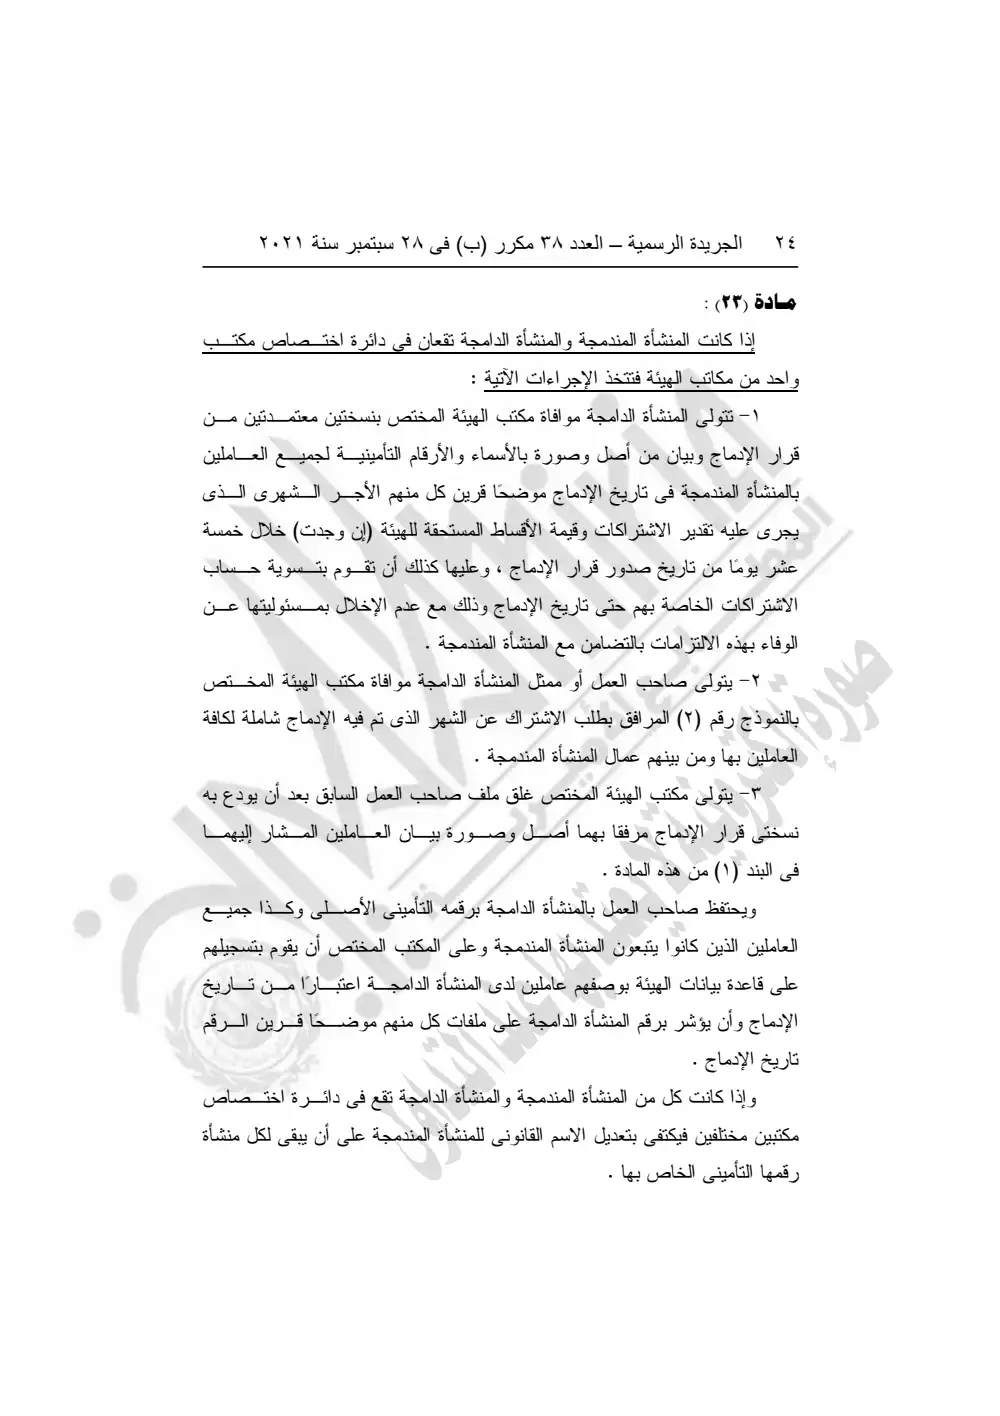 ٢٤ الجريدة الرسمية – العدد ٣٨ مكرر (ب) فى ٢٨ سبتمبر سنة ٢٠٢١
مادة (٢٣) :
إذا كانت المنشأة المندمجة والمنشأة الدامجة تقعان فى دائرة اختصاص مكتب
واحد من مكاتب الهيئة فتتخذ الإجراءات الآتية :
١- تتولى المنشأة الدامجة موافاة مكتب الهيئة المختص بنسختين معتمدتين من
قرار الإدماج وبيان من أصل وصورة بالأسماء والأرقام التأمينية لجميع العاملين
بالمنشأة المندمجة فى تاريخ الإدماج موضحًا قرين كل منهم الأجر الشهرى الذى
يجرى عليه تقدير الاشتراكات وقيمة الأقساط المستحقة للهيئة (إن وجدت) خلال خمسة
عشر يومًا من تاريخ صدور قرار الإدماج ، وعليها كذلك أن تقوم بتسوية حساب
الاشتراكات الخاصة بهم حتى تاريخ الإدماج وذلك مع عدم الإخلال بمسئوليتها عن
الوفاء بهذه الالتزامات بالتضامن مع المنشأة المندمجة .
٢- يتولى صاحب العمل أو ممثل المنشأة الدامجة موافاة مكتب الهيئة المختص
بالنموذج رقم (٢) المرافق بطلب الاشتراك عن الشهر الذى تم فيه الإدماج شاملة لكافة
العاملين بها ومن بينهم عمال المنشأة المندمجة .
٣- يتولى مكتب الهيئة المختص غلق ملف صاحب العمل السابق بعد أن يودع به
نسختى قرار الإدماج مرفقا بهما أصل وصورة بيان العاملين المشار إليهما
فى البند (١) من هذه المادة .
ويحتفظ صاحب العمل بالمنشأة الدامجة برقمه التأمينى الأصلى وكذا جميع
العاملين الذين كانوا يتبعون المنشأة المندمجة وعلى المكتب المختص أن يقوم بتسجيلهم
على قاعدة بيانات الهيئة بوصفهم عاملين لدى المنشأة الدامجة اعتبارًا من تاريخ
الإدماج وأن يؤشر برقم المنشأة الدامجة على ملفات كل منهم موضحًا قرين الرقم
تاريخ الإدماج .
وإذا كانت كل من المنشأة المندمجة والمنشأة الدامجة تقع فى دائرة اختصاص
مكتبين مختلفين فيكتفى بتعديل الاسم القانونى للمنشأة المندمجة على أن يبقى لكل منشأة
رقمها التأمينى الخاص بها .
صورة إلكترونية لا يعتد بها عند التداول